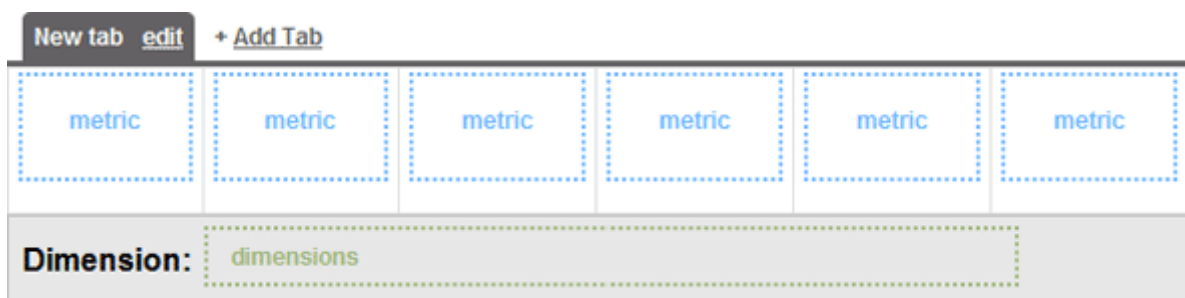 New tab edit + Add Tab
metric metric metric metric metric metric
Dimension: dimensions